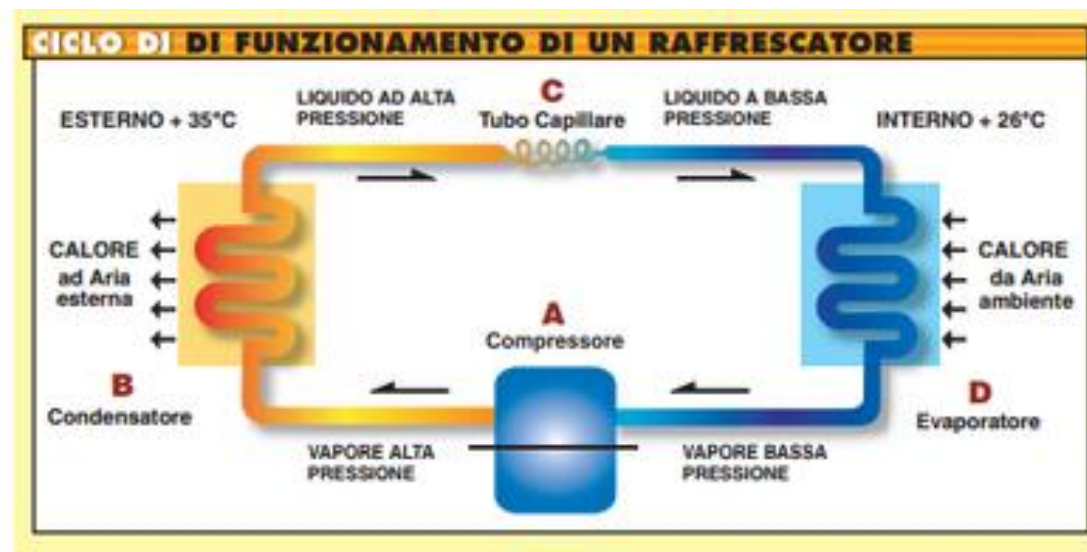 CICLO DI DI FUNZIONAMENTO DI UN RAFFRESCATORE
ESTERNO + 35°C
LIQUIDO AD ALTA
PRESSIONE
C
Tubo Capillare
LIQUIDO A BASSA
PRESSIONE
INTERNO + 26°C
CALORE
ad Aria
esterna
CALORE
da Aria
ambiente
A
Compressore
B
Condensatore
D
Evaporatore
VAPORE ALTA
PRESSIONE
VAPORE BASSA
PRESSIONE